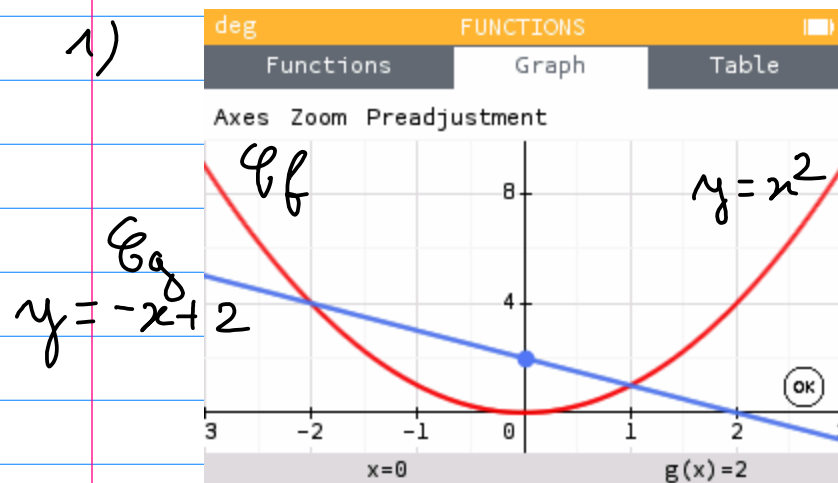 1)
deg FUNCTIONS
Functions Graph Table
Axes Zoom Preadjustment
𝒞f
y = x²
8
𝒞g
y = -x + 2
4
OK
3 -2 -1 0 1 2
x=0 g(x)=2